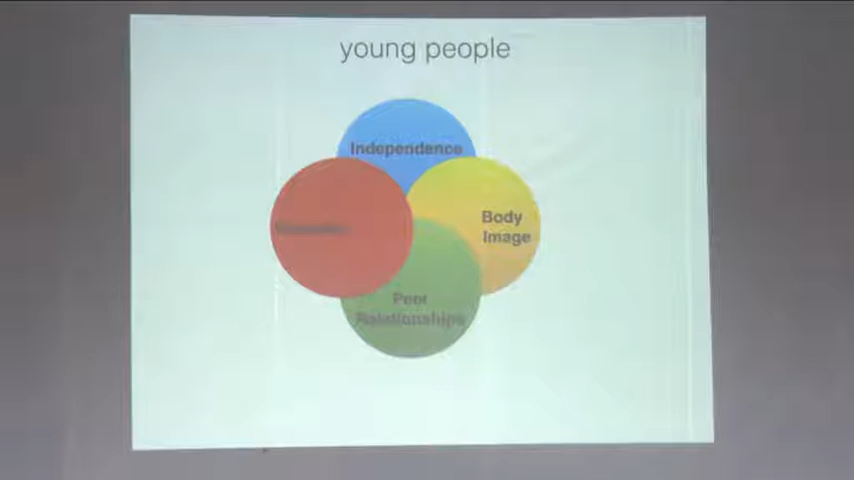 young people
Independence
Body
Image
Peer
Relationships